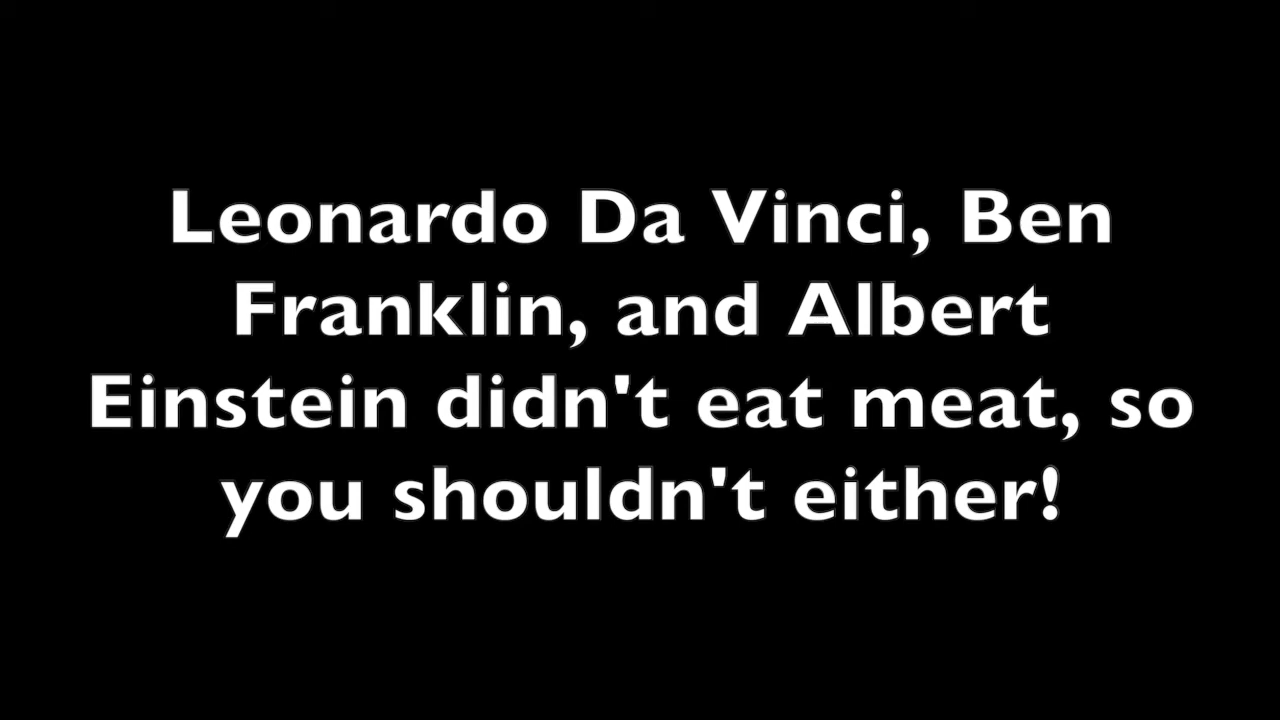 Leonardo Da Vinci, Ben
Franklin, and Albert
Einstein didn't eat meat, so
you shouldn't either!